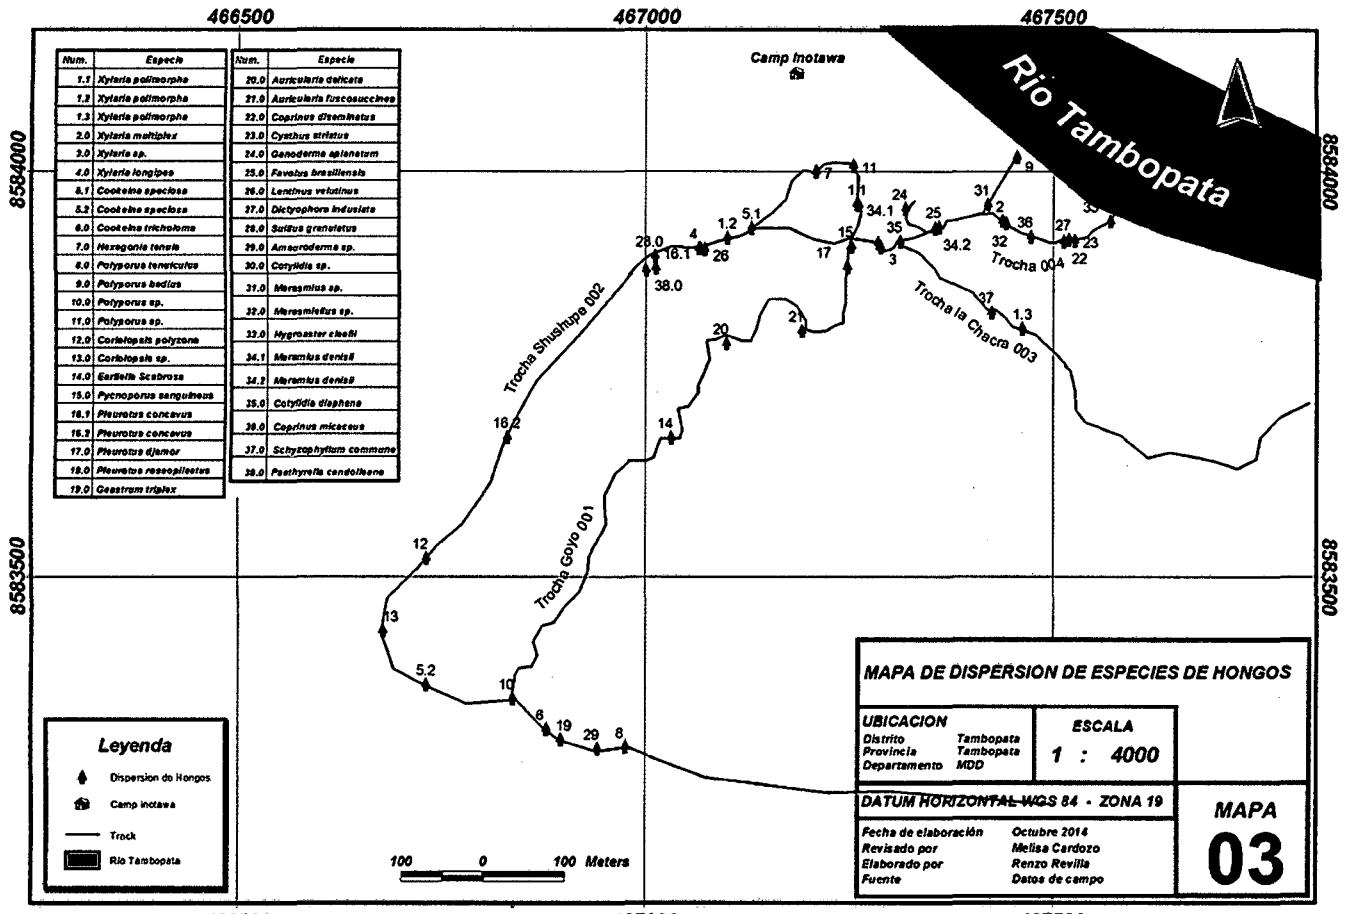 466500 467000 467500
Camp Inotawa
Río Tambopata
8584000 8584000
8583500 8583500
Num. Especie
1.1 Xylaria polimorpha
1.2 Xylaria polimorpha
1.3 Xylaria polimorpha
2.0 Xylaria multiplex
3.0 Xylaria sp.
4.0 Xylaria longipes
5.1 Cookeina speciosa
5.2 Cookeina speciosa
6.0 Cookeina tricholoma
7.0 Hexagonia tenuis
8.0 Polyporus tenuiculus
9.0 Polyporus badius
10.0 Polyporus sp.
11.0 Polyporus sp.
12.0 Coriolopsis polyzona
13.0 Coriolopsis sp.
14.0 Earliella Scabrosa
15.0 Pycnoporus sanguineus
16.1 Pleurotus concavus
16.2 Pleurotus concavus
17.0 Pleurotus djamor
18.0 Pleurotus roseopileatus
19.0 Geastrum triplex
Num. Especie
20.0 Auricularia delicata
21.0 Auricularia fuscosuccinea
22.0 Coprinus diseminatus
23.0 Cyathus striatus
24.0 Ganoderma aplanatum
25.0 Favolus brasiliensis
26.0 Lentinus velutinus
27.0 Dictyophora indusiata
28.0 Suillus granulatus
29.0 Amauroderma sp.
30.0 Cotylidia sp.
31.0 Marasmius sp.
32.0 Marasmiellus sp.
33.0
34.1 Maramius denisii
34.2 Maramius denisii
35.0 Cotylidia diaphana
36.0 Coprinus micaceus
37.0 Schyzophyllum commune
38.0 Psathyrella candolleana
7 11
9
1.1
34.1
24
31
2
5.1
1.2
4
26
28.0
16.1
38.0
15
17
35
3
25
34.2
36
32
27
22
23
33
37
1.3
21
20
14
16.2
12
13
5.2
10
6
19
29
8
Trocha 004
Trocha la Chacra 003
Trocha Shushupe 002
Trocha Goyo 001
Leyenda
Dispersion de Hongos
Camp inotawa
Track
Río Tambopata
100 0 100 Meters
MAPA DE DISPERSION DE ESPECIES DE HONGOS
UBICACION
Distrito Tambopata
Provincia Tambopata
Departamento MDD
ESCALA
1 : 4000
DATUM HORIZONTAL WGS 84 - ZONA 19
Fecha de elaboración Octubre 2014
Revisado por Melisa Cardozo
Elaborado por Renzo Revilla
Fuente Datos de campo
MAPA
03